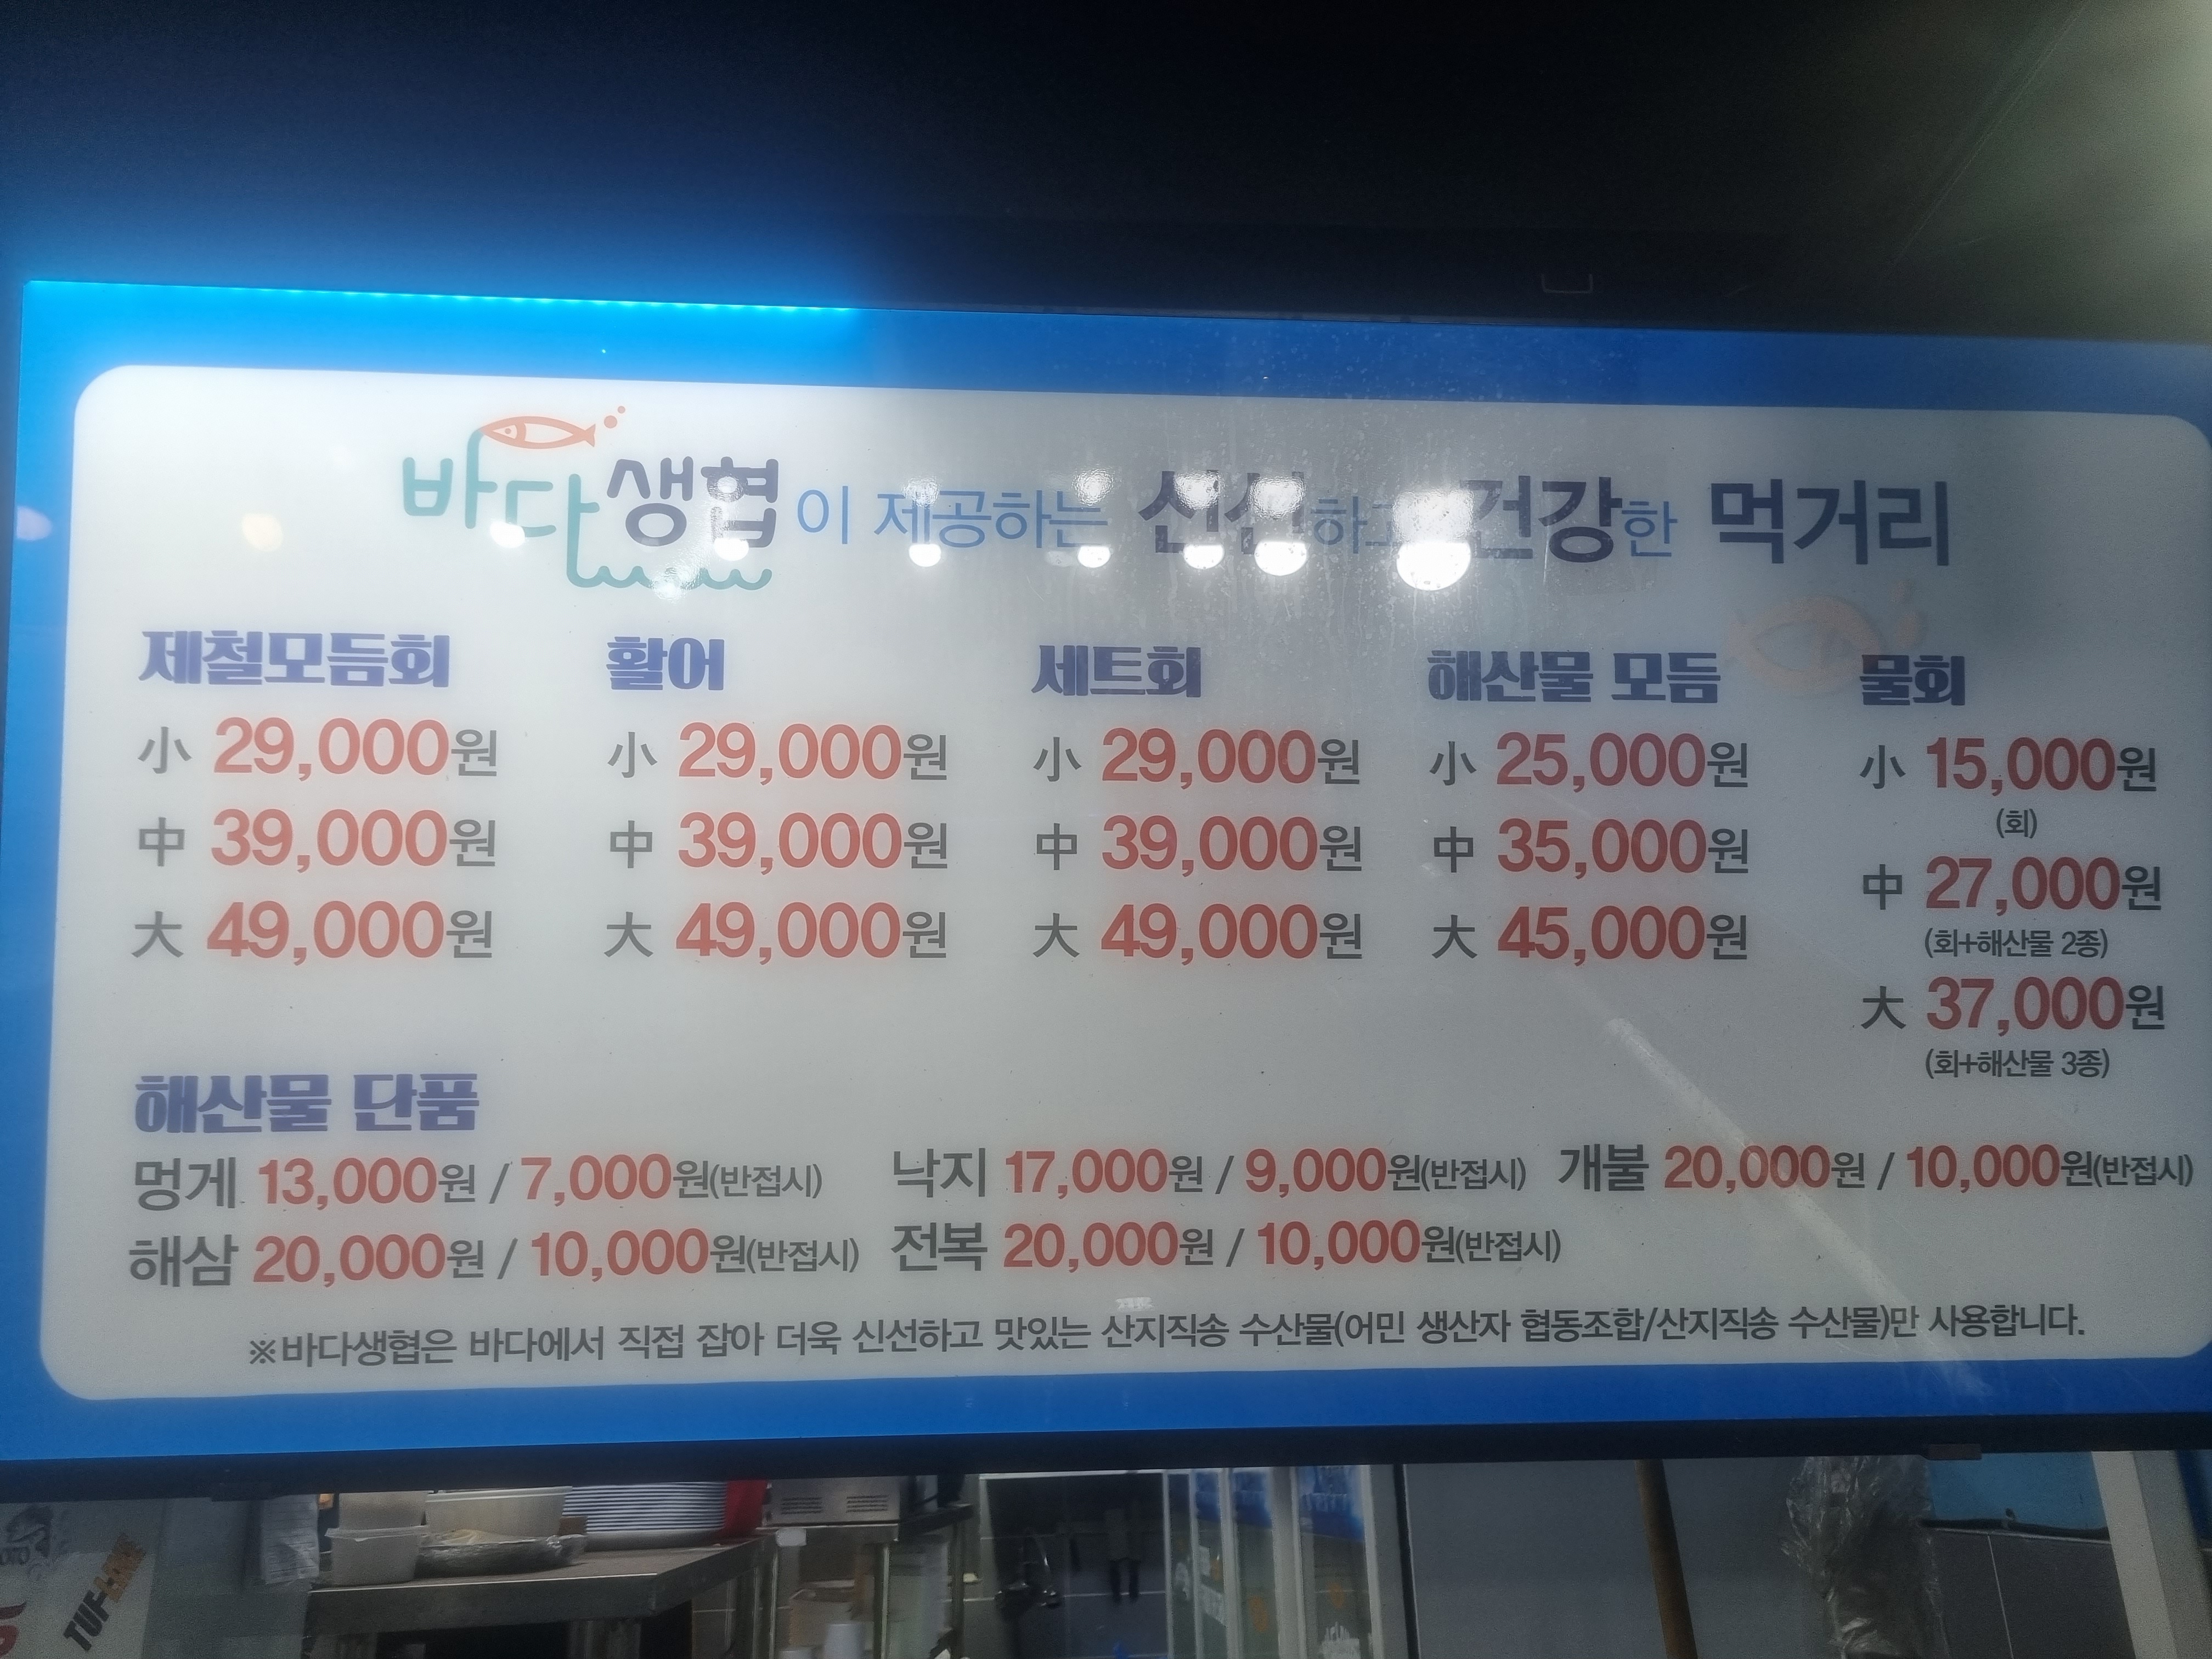 바다생협이 제공하는 신선하고 건강한 먹거리
제철모듬회
小 29,000원
中 39,000원
大 49,000원
활어
小 29,000원
中 39,000원
大 49,000원
세트회
小 29,000원
中 39,000원
大 49,000원
해산물 모듬
小 25,000원
中 35,000원
大 45,000원
물회
小 15,000원
(회)
中 27,000원
(회+해산물 2종)
大 37,000원
(회+해산물 3종)
해산물 단품
멍게 13,000원 / 7,000원(반접시) 낙지 17,000원 / 9,000원(반접시) 개불 20,000원 / 10,000원(반접시)
해삼 20,000원 / 10,000원(반접시) 전복 20,000원 / 10,000원(반접시)
※바다생협은 바다에서 직접 잡아 더욱 신선하고 맛있는 산지직송 수산물(어민 생산자 협동조합/산지직송 수산물)만 사용합니다.